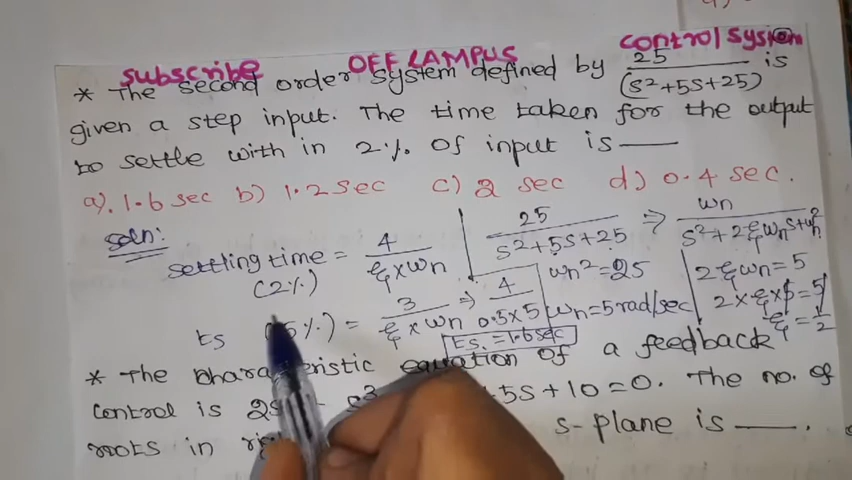 subscribe OFF CAMPUS control system
* The second order system defined by 25/(s²+5s+25) is
given a step input. The time taken for the output
to settle with in 2% of input is ___
a). 1.6 sec b) 1.2 sec c) 2 sec d) 0.4 sec.
soln:
settling time = 4/(ξ×ωn)
(2%)
ts (5%) = 3/(ξ×ωn)
25/(s²+5s+25) ⇒ ωn/(s²+2ξωns+ωn²)
ωn²=25
⇒ 4/(0.5×5) ωn=5 rad/sec
ts.=1.6sec
2ξωn=5
2×ξ×5=5
ξ=1/2
* The characteristic equation of a feedback
control is +5s+10=0. The no. of
roots in s-plane is ___.